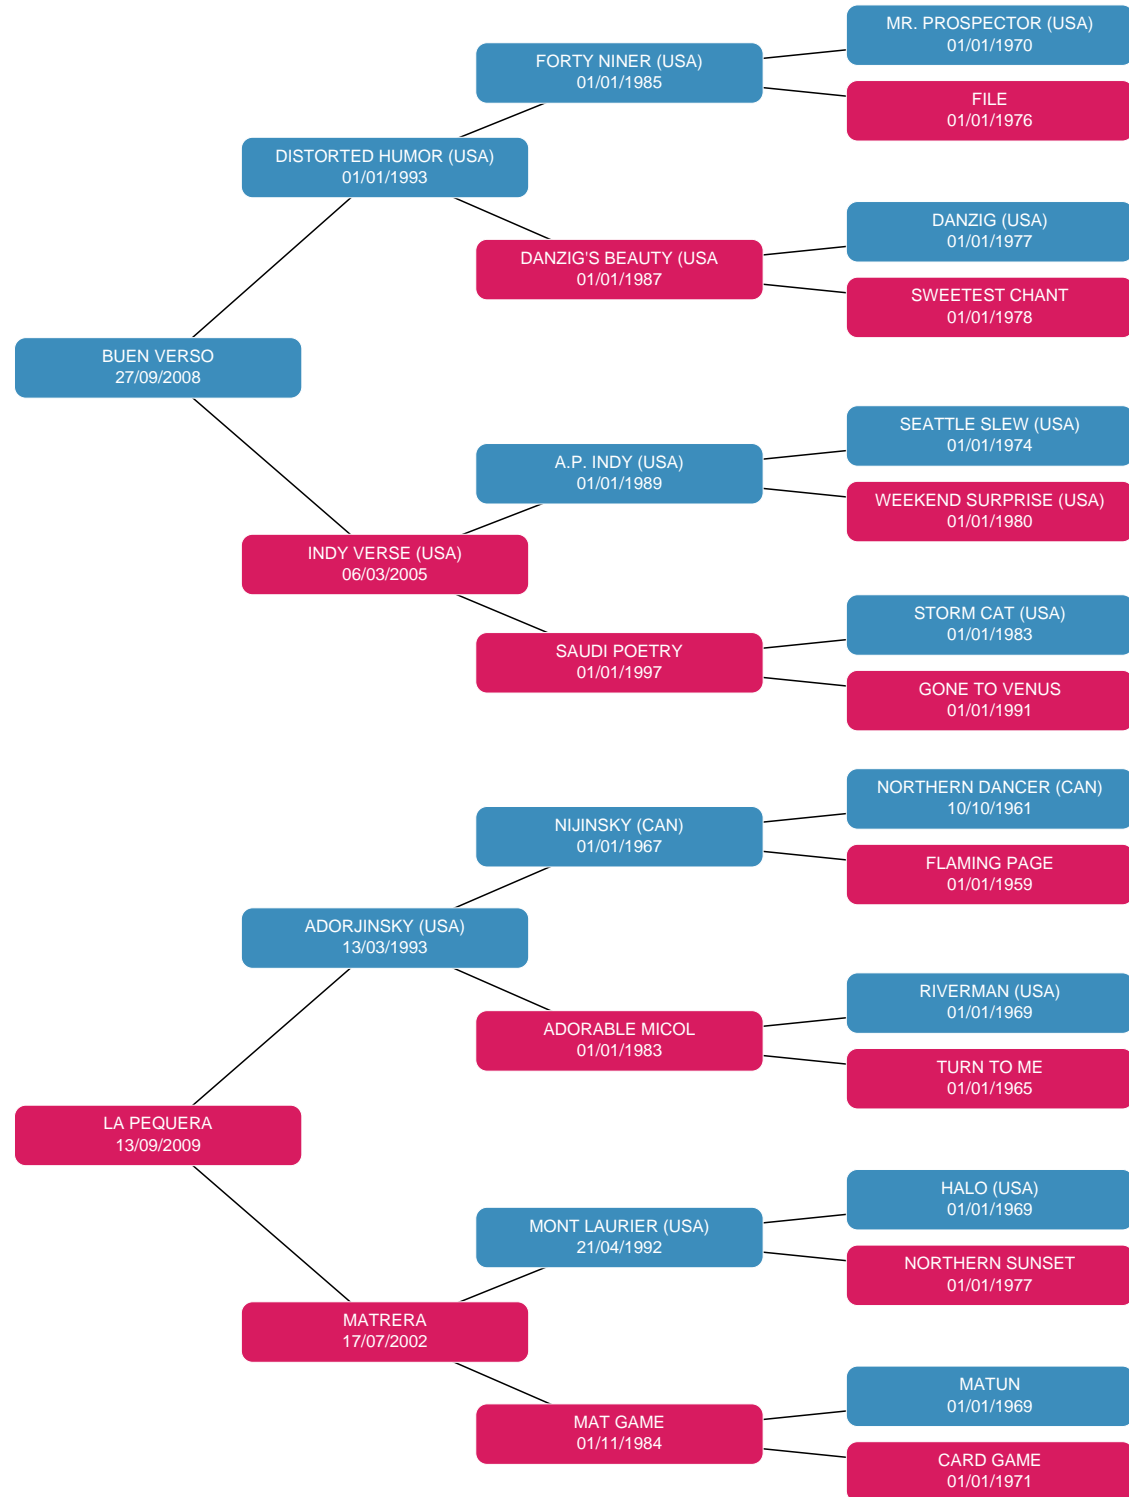 MR. PROSPECTOR (USA)
01/01/1970
FORTY NINER (USA)
01/01/1985
FILE
01/01/1976
DISTORTED HUMOR (USA)
01/01/1993
DANZIG (USA)
01/01/1977
DANZIG'S BEAUTY (USA
01/01/1987
SWEETEST CHANT
01/01/1978
BUEN VERSO
27/09/2008
SEATTLE SLEW (USA)
01/01/1974
A.P. INDY (USA)
01/01/1989
WEEKEND SURPRISE (USA)
01/01/1980
INDY VERSE (USA)
06/03/2005
STORM CAT (USA)
01/01/1983
SAUDI POETRY
01/01/1997
GONE TO VENUS
01/01/1991
NORTHERN DANCER (CAN)
10/10/1961
NIJINSKY (CAN)
01/01/1967
FLAMING PAGE
01/01/1959
ADORJINSKY (USA)
13/03/1993
RIVERMAN (USA)
01/01/1969
ADORABLE MICOL
01/01/1983
TURN TO ME
01/01/1965
LA PEQUERA
13/09/2009
HALO (USA)
01/01/1969
MONT LAURIER (USA)
21/04/1992
NORTHERN SUNSET
01/01/1977
MATRERA
17/07/2002
MATUN
01/01/1969
MAT GAME
01/11/1984
CARD GAME
01/01/1971